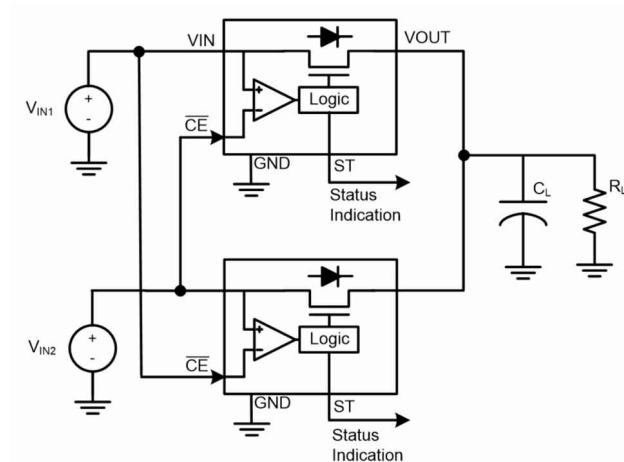 VIN
VOUT
+
-
VIN1
+
−
Logic
CE
GND
ST
Status
Indication
CL
RL
+
-
VIN2
+
−
Logic
CE
GND
ST
Status
Indication